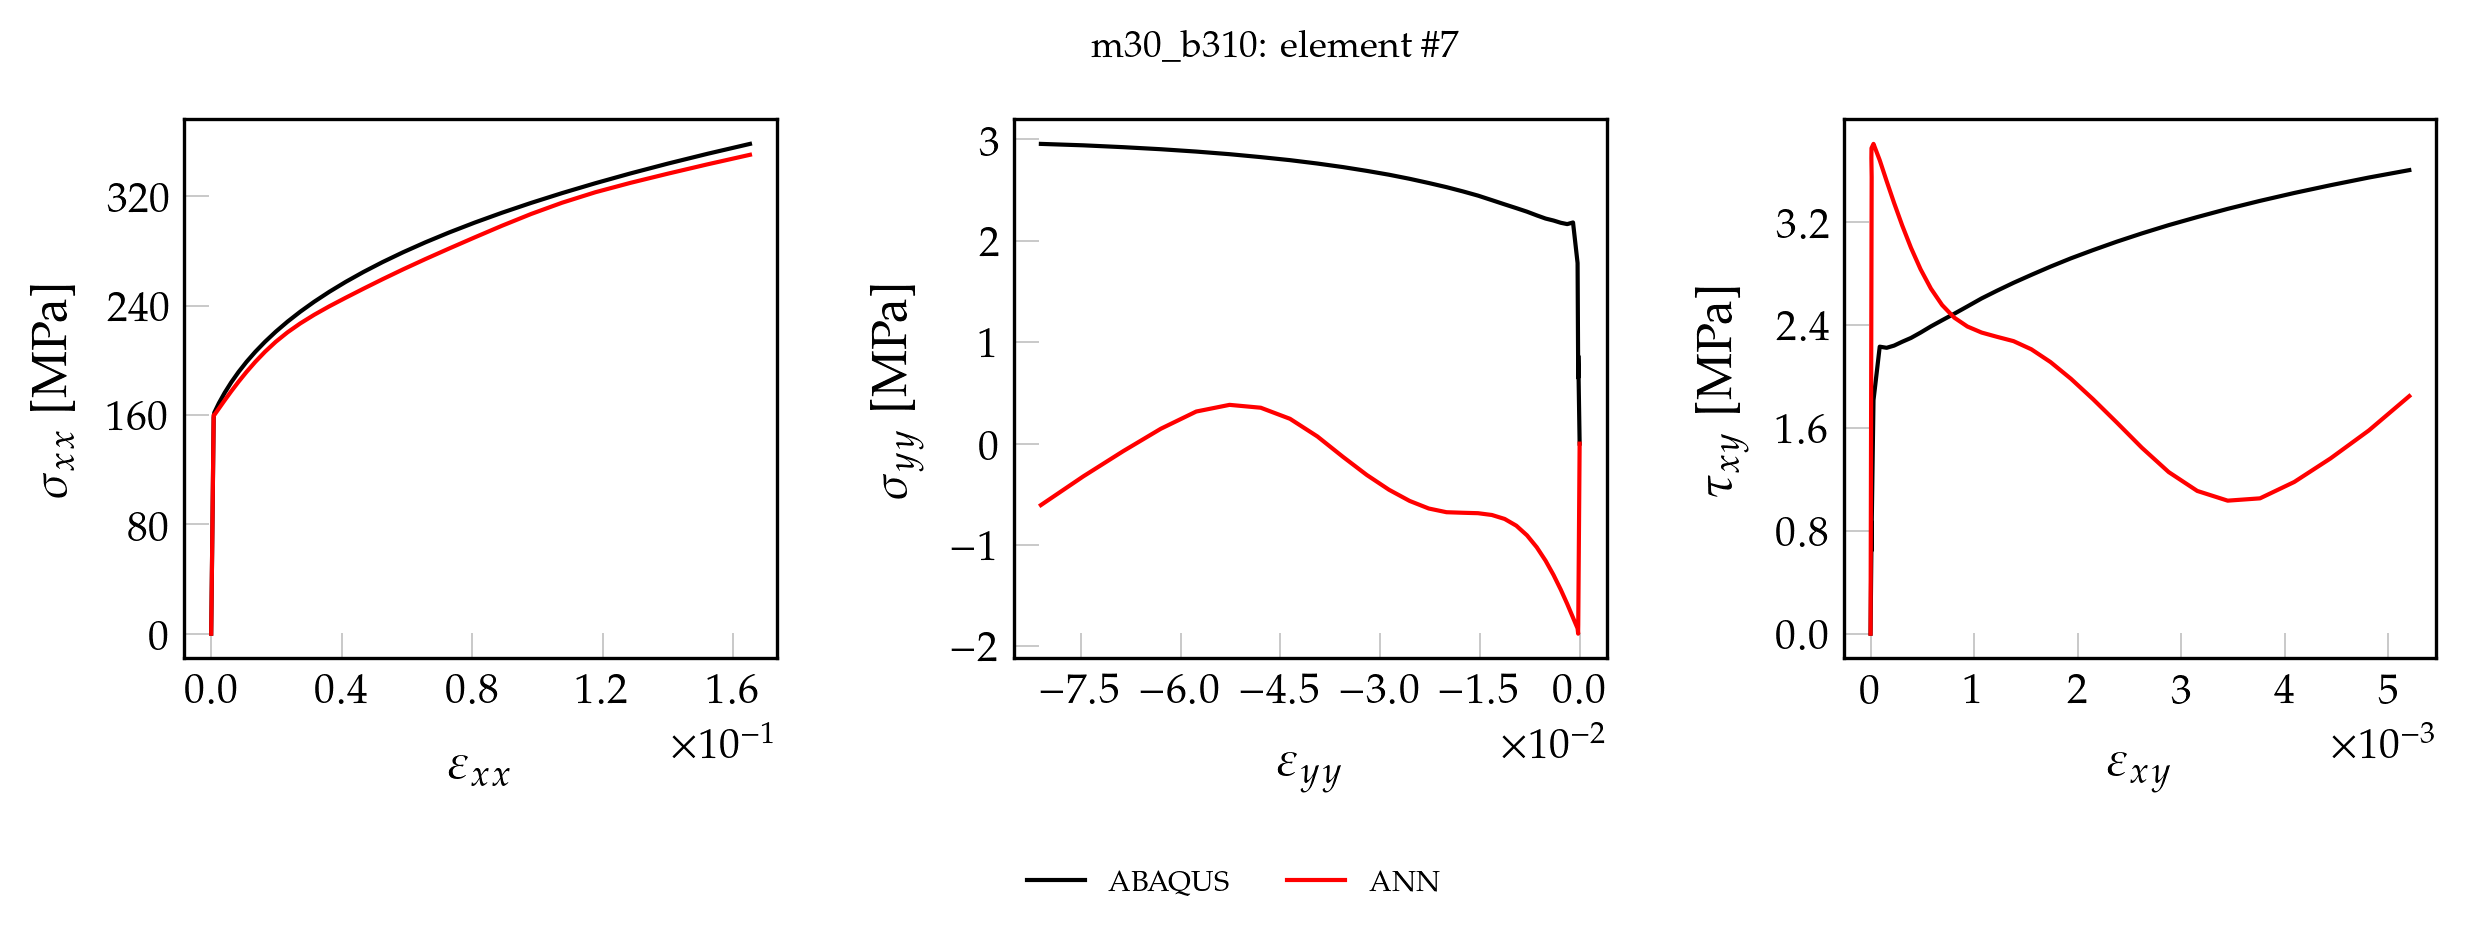 m30_b310: element #7
σxx [MPa]
320
240
160
80
0
0.0 0.4 0.8 1.2 1.6
×10⁻¹
εxx
σyy [MPa]
3
2
1
0
−1
−2
−7.5 −6.0 −4.5 −3.0 −1.5 0.0
×10⁻²
εyy
τxy [MPa]
3.2
2.4
1.6
0.8
0.0
0 1 2 3 4 5
×10⁻³
εxy
ABAQUS ANN